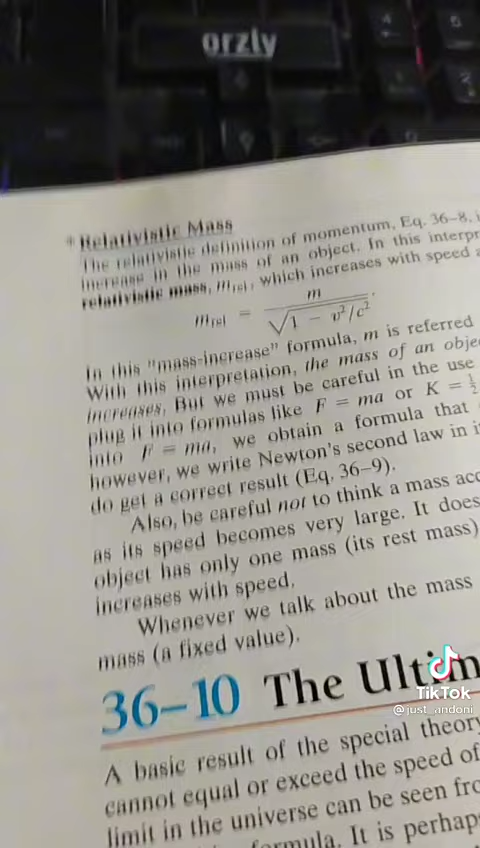 orzly
* Relativistic Mass
The relativistic definition of momentum, Eq. 36–8, i
increase in the mass of an object. In this interpr
relativistic mass, m_rel, which increases with speed a
m_rel = m / √(1 − v²/c²).
In this "mass-increase" formula, m is referred
With this interpretation, the mass of an obje
increases. But we must be careful in the use
plug it into formulas like F = ma or K = ½
into F = ma, we obtain a formula that
however, we write Newton's second law in i
do get a correct result (Eq. 36–9).
Also, be careful not to think a mass acc
as its speed becomes very large. It does
object has only one mass (its rest mass)
increases with speed.
Whenever we talk about the mass
mass (a fixed value).
36–10 The Ultim
TikTok
@just_andoni
A basic result of the special theory
cannot equal or exceed the speed of
limit in the universe can be seen fro
formula. It is perhaps